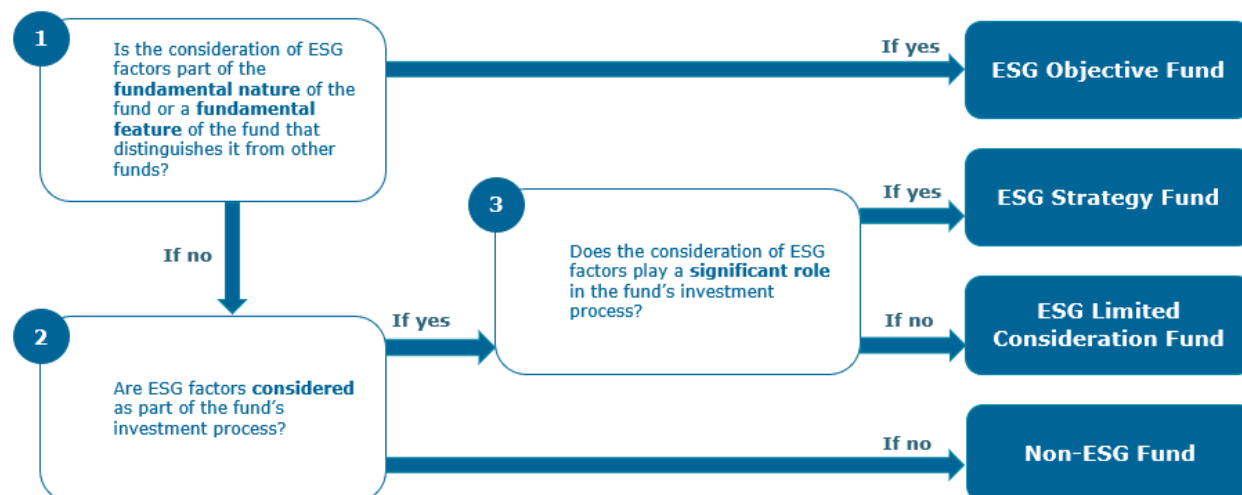 1
Is the consideration of ESG
factors part of the
fundamental nature of the
fund or a fundamental
feature of the fund that
distinguishes it from other
funds?
If yes
ESG Objective Fund
If no
2
Are ESG factors considered
as part of the fund’s
investment process?
If yes
3
Does the consideration of ESG
factors play a significant role
in the fund’s investment
process?
If yes
ESG Strategy Fund
If no
ESG Limited
Consideration Fund
If no
Non-ESG Fund